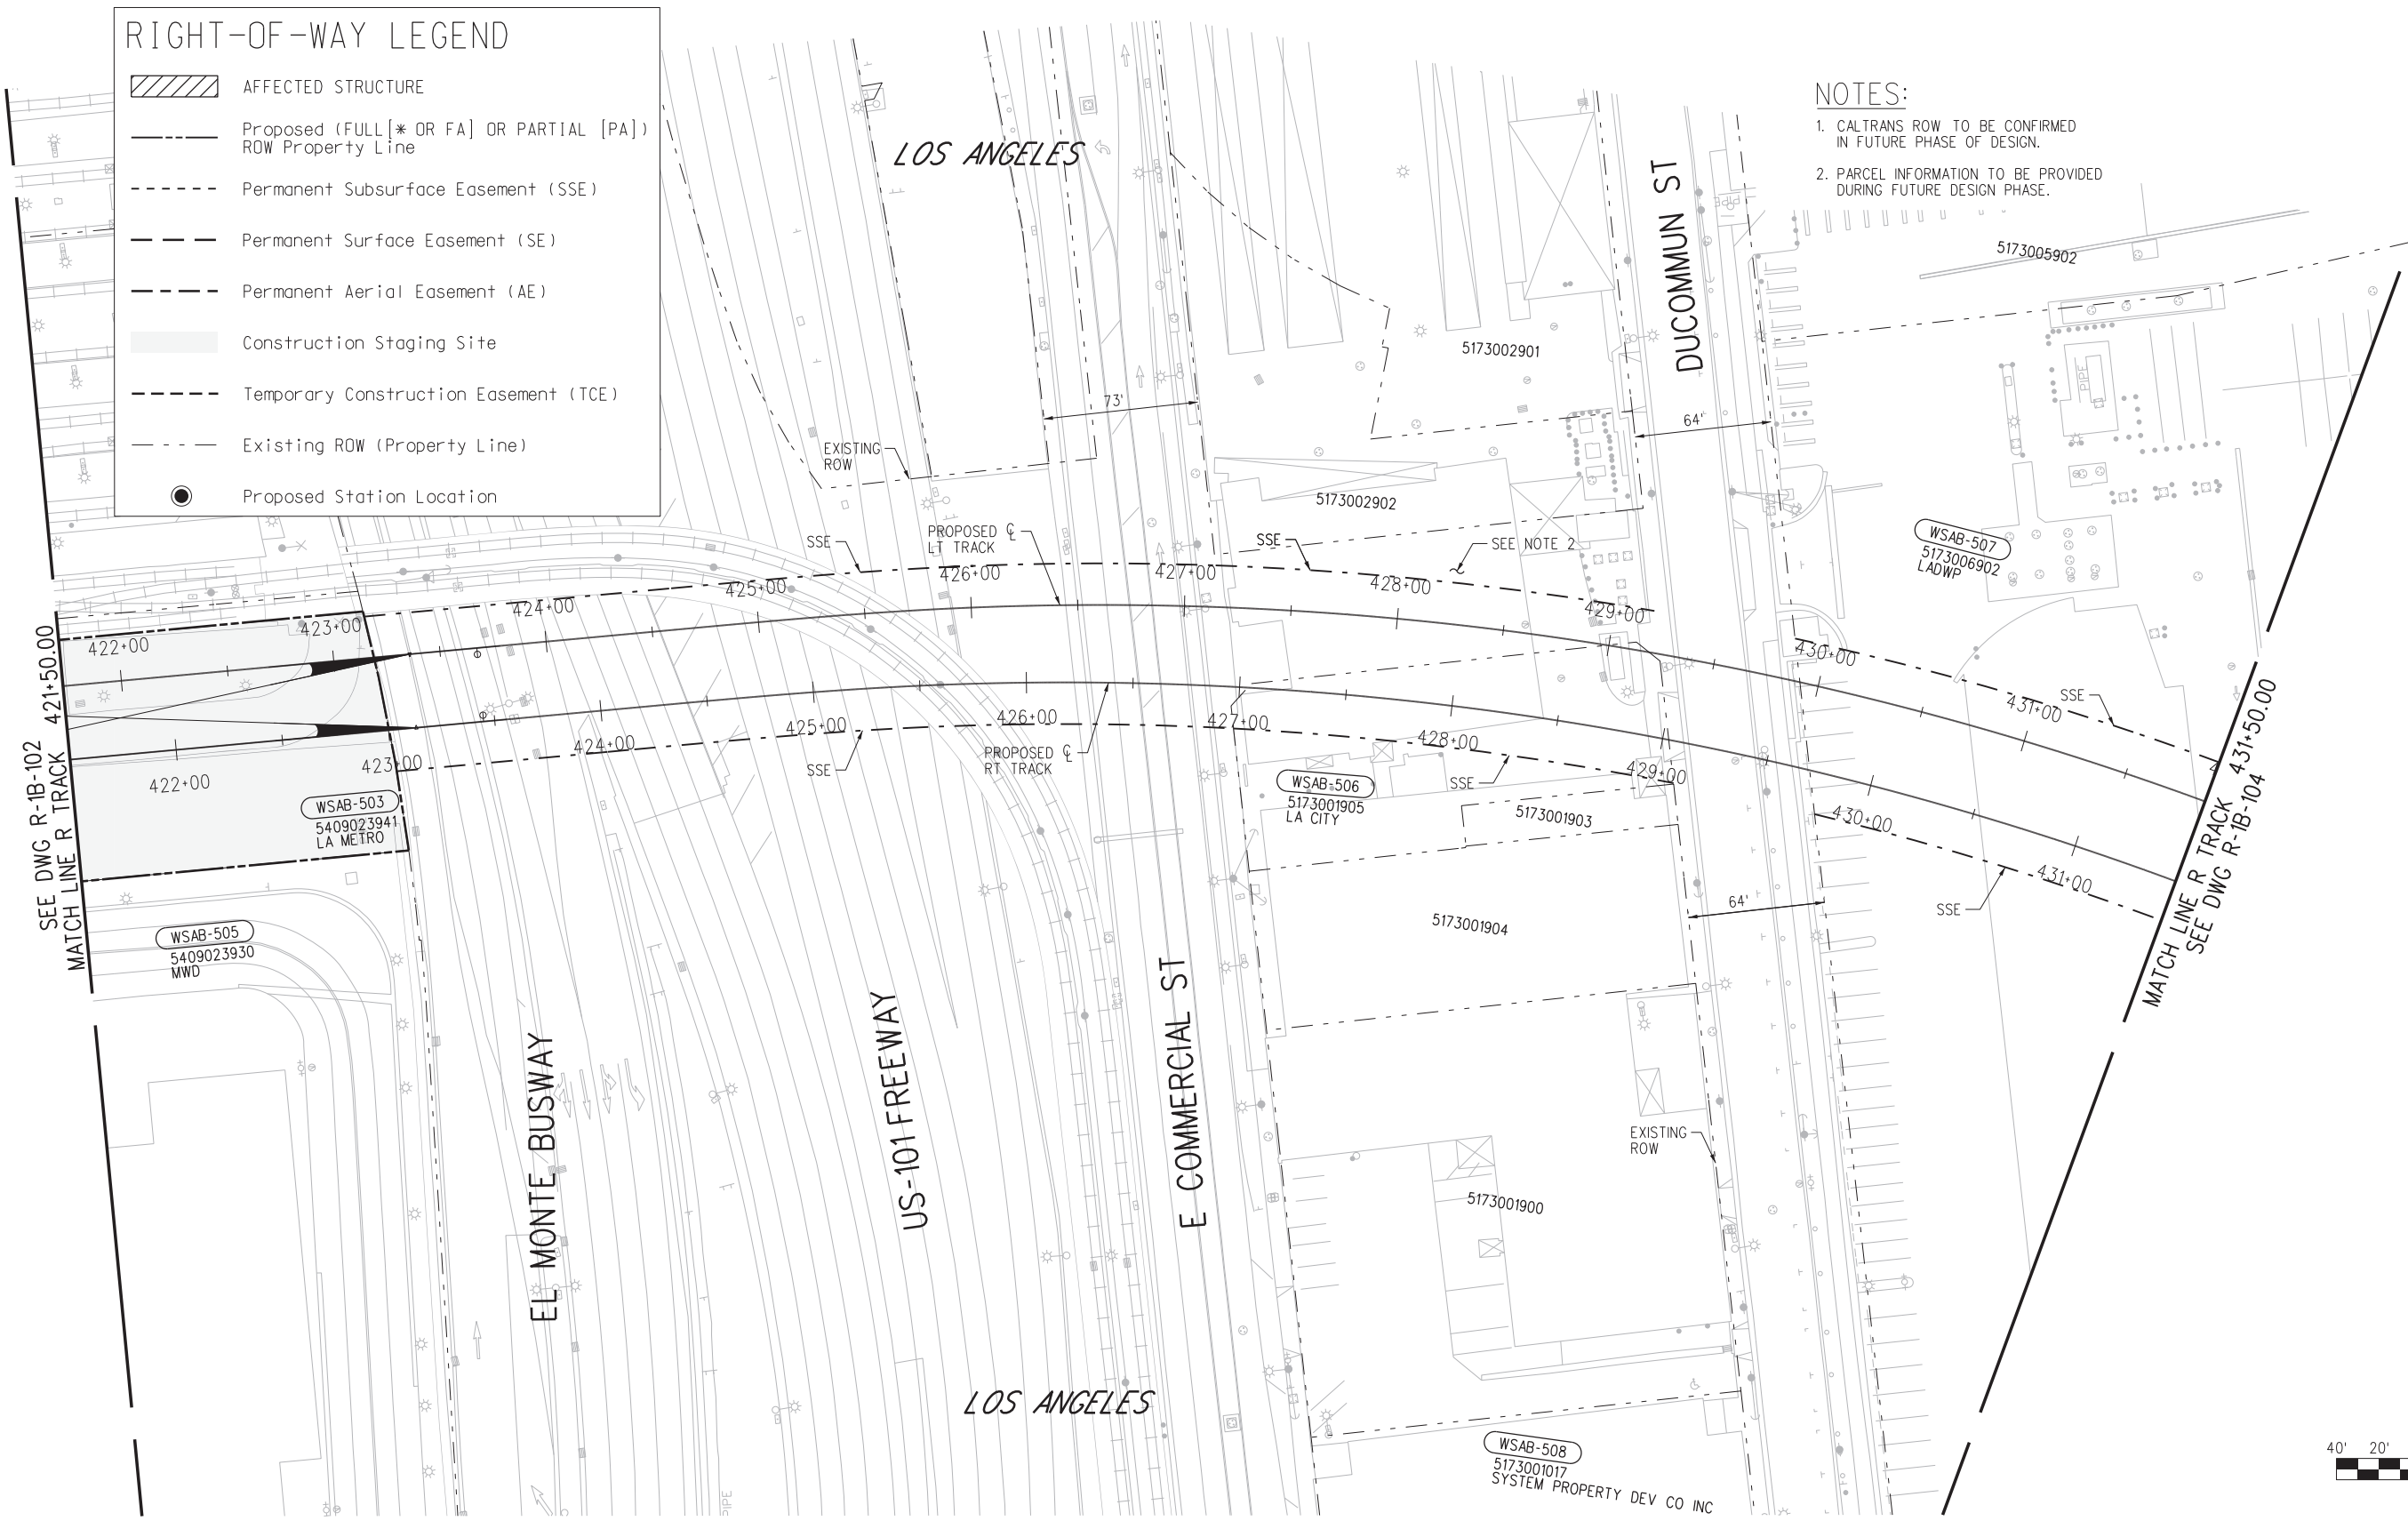 RIGHT-OF-WAY LEGEND
AFFECTED STRUCTURE
Proposed (FULL[* OR FA] OR PARTIAL [PA])
ROW Property Line
Permanent Subsurface Easement (SSE)
Permanent Surface Easement (SE)
Permanent Aerial Easement (AE)
Construction Staging Site
Temporary Construction Easement (TCE)
Existing ROW (Property Line)
Proposed Station Location
NOTES:
1. CALTRANS ROW TO BE CONFIRMED
IN FUTURE PHASE OF DESIGN.
2. PARCEL INFORMATION TO BE PROVIDED
DURING FUTURE DESIGN PHASE.
LOS ANGELES
DUCOMMUN ST
5173005902
5173002901
PIPE
73'
64'
EXISTING
ROW
5173002902
PROPOSED ℄
LT TRACK
SSE
SSE
SEE NOTE 2
WSAB-507
5173006902
LADWP
422+00
423+00
424+00
425+00
426+00
427+00
428+00
429+00
430+00
431+00
SSE
SEE DWG R-1B-102
MATCH LINE R TRACK 421+50.00
422+00
423+00
424+00
425+00
426+00
427+00
428+00
429+00
430+00
431+00
SSE
PROPOSED ℄
RT TRACK
SSE
SSE
MATCH LINE R TRACK 431+50.00
SEE DWG R-1B-104
WSAB-503
5409023941
LA METRO
WSAB-506
5173001905
LA CITY
5173001903
64'
5173001904
WSAB-505
5409023930
MWD
EL MONTE BUSWAY
US-101 FREEWAY
E COMMERCIAL ST
EXISTING
ROW
5173001900
LOS ANGELES
WSAB-508
5173001017
SYSTEM PROPERTY DEV CO INC
PIPE
40' 20'